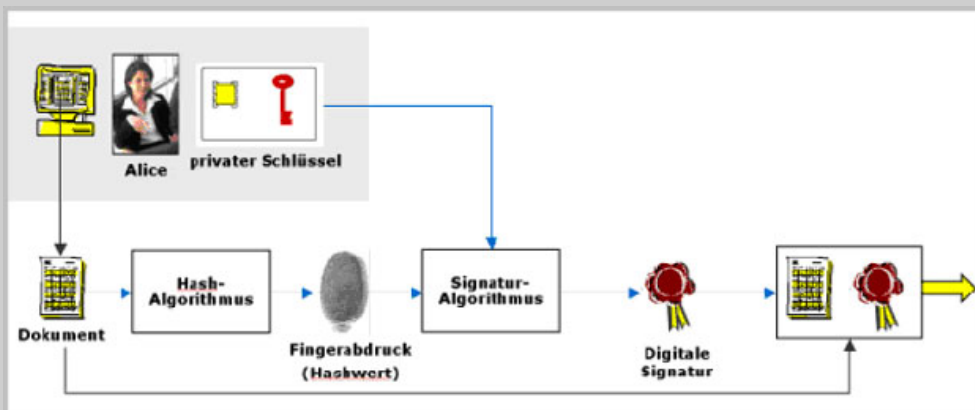 Alice
privater Schlüssel
Hash-
Algorithmus
Signatur-
Algorithmus
Dokument
Fingerabdruck
(Hashwert)
Digitale
Signatur